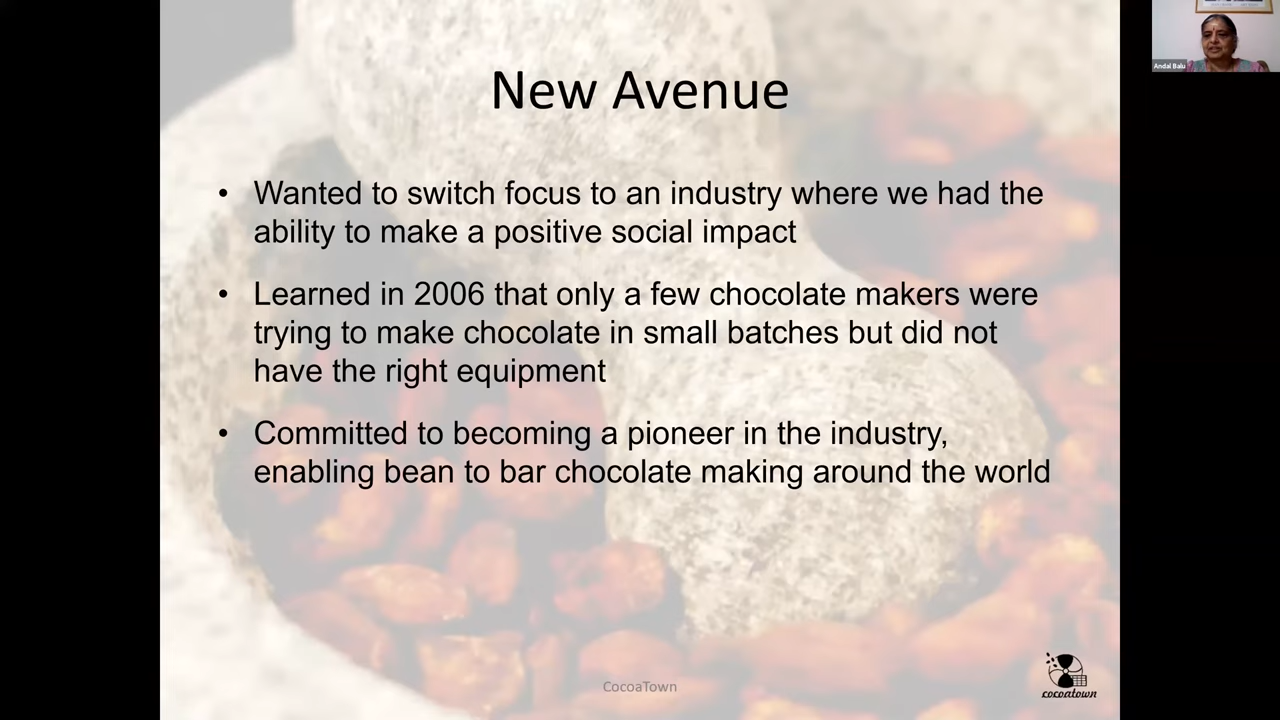 New Avenue
• Wanted to switch focus to an industry where we had the
ability to make a positive social impact
• Learned in 2006 that only a few chocolate makers were
trying to make chocolate in small batches but did not
have the right equipment
• Committed to becoming a pioneer in the industry,
enabling bean to bar chocolate making around the world
CocoaTown
cocoatown
Andal Balu